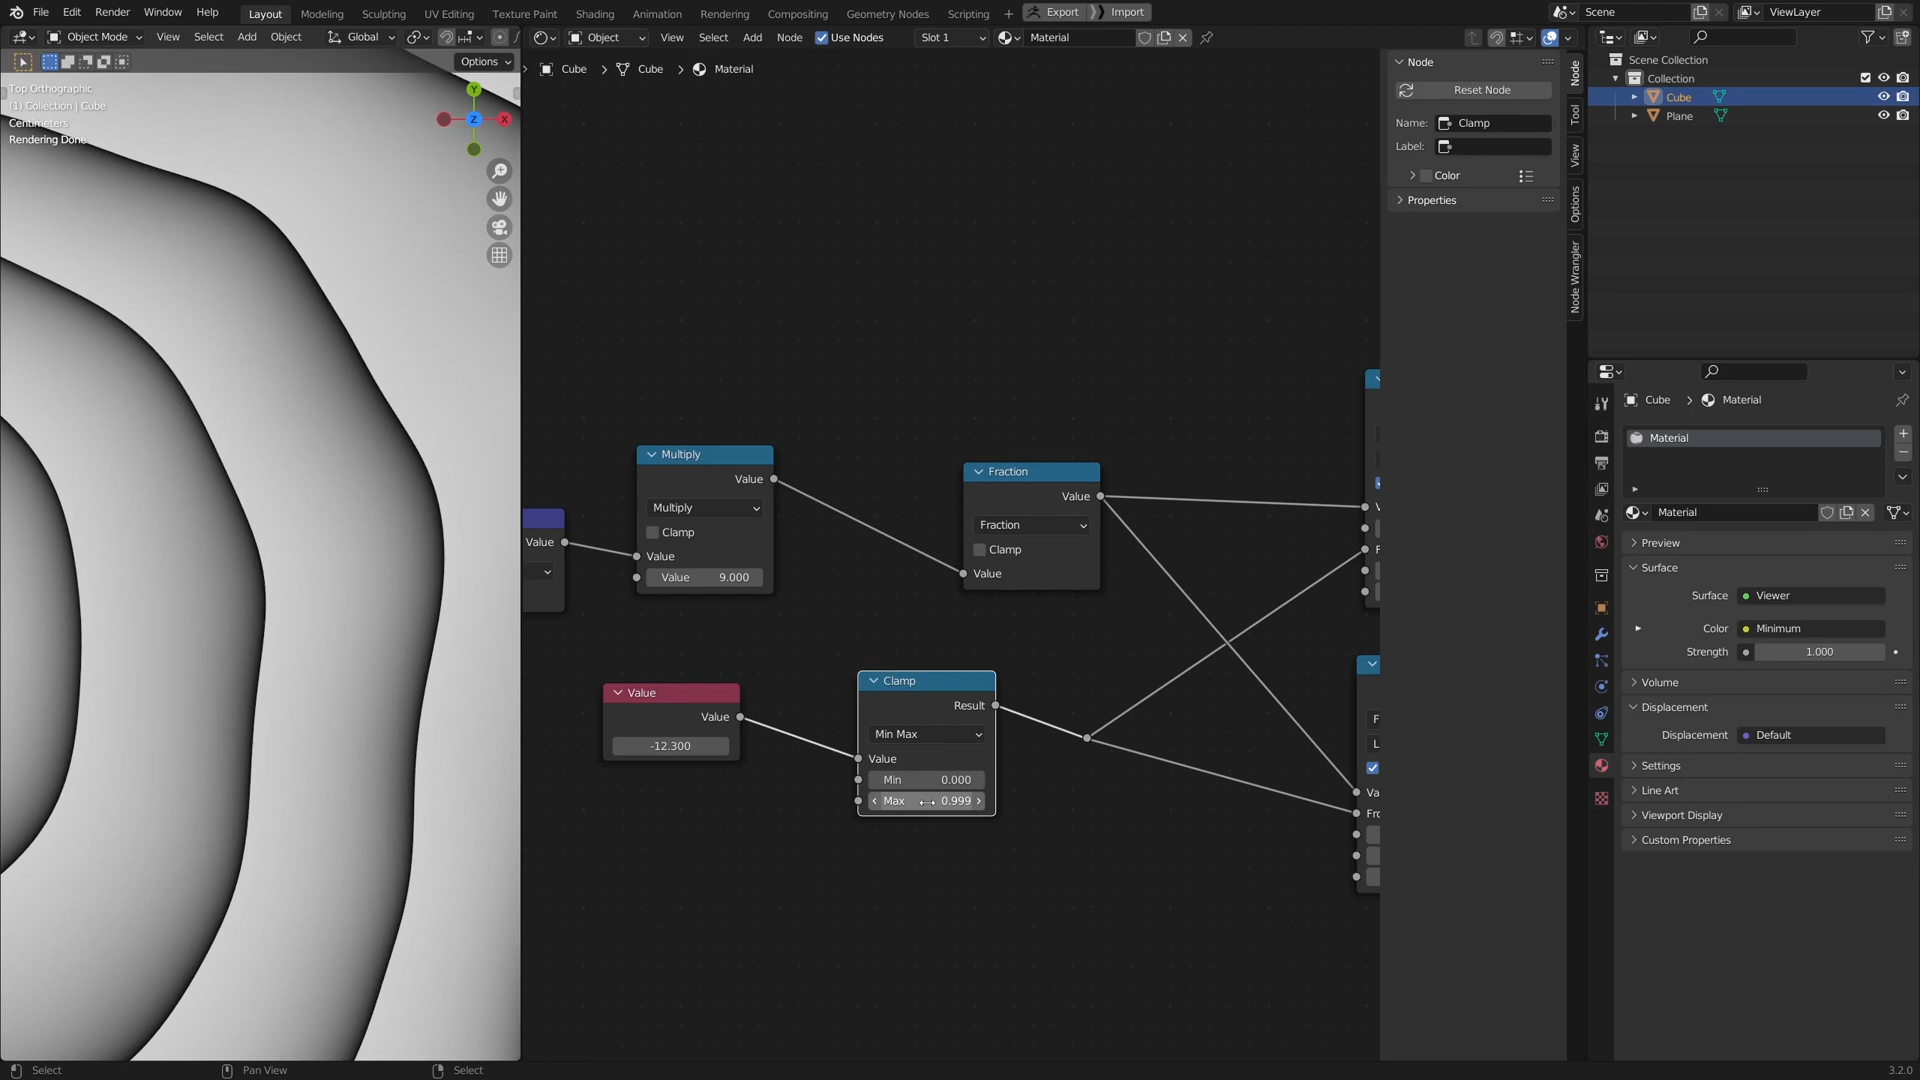 File Edit Render Window Help Layout Modeling Sculpting UV Editing Texture Paint Shading Animation Rendering Compositing Geometry Nodes Scripting + Export Import Scene ViewLayer
Object Mode View Select Add Object Global Object View Select Add Node Use Nodes Slot 1 Material
Options
Top Orthographic
(1) Collection | Cube
Centimeters
Rendering Done
Y
X
Z
Cube > Cube > Material
Node
Reset Node
Name: Clamp
Label:
Color
Properties
Node
Tool
View
Options
Node Wrangler
Scene Collection
Collection
Cube
Plane
Multiply
Value
Multiply
Clamp
Value
Value 9.000
Value
Fraction
Value
Fraction
Clamp
Value
Value
Value
-12.300
Clamp
Result
Min Max
Value
Min 0.000
Max 0.999
Cube > Material
Material
Material
Preview
Surface
Surface Viewer
Color Minimum
Strength 1.000
Volume
Displacement
Displacement Default
Settings
Line Art
Viewport Display
Custom Properties
Select Pan View Select 3.2.0